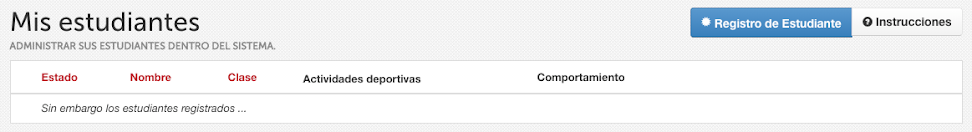 Mis estudiantes
ADMINISTRAR SUS ESTUDIANTES DENTRO DEL SISTEMA.
Registro de Estudiante
Instrucciones
Estado Nombre Clase Actividades deportivas Comportamiento
Sin embargo los estudiantes registrados ...